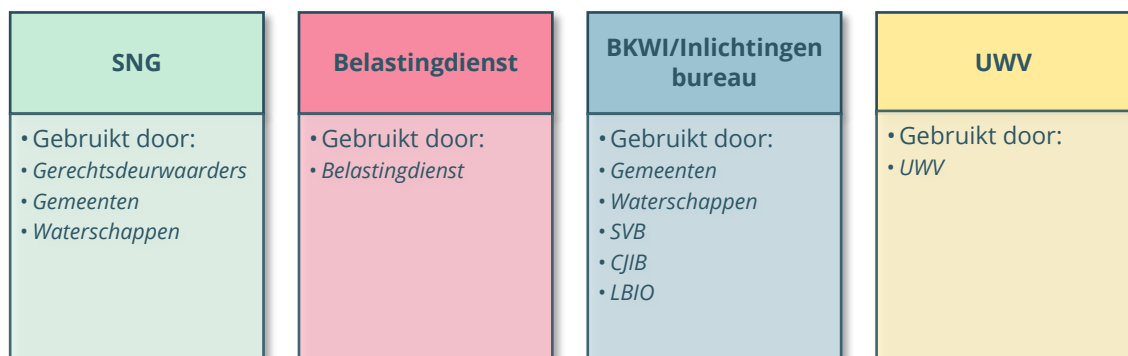 SNG
• Gebruikt door:
• Gerechtsdeurwaarders
• Gemeenten
• Waterschappen
Belastingdienst
• Gebruikt door:
• Belastingdienst
BKWI/Inlichtingen
bureau
• Gebruikt door:
• Gemeenten
• Waterschappen
• SVB
• CJIB
• LBIO
UWV
• Gebruikt door:
• UWV